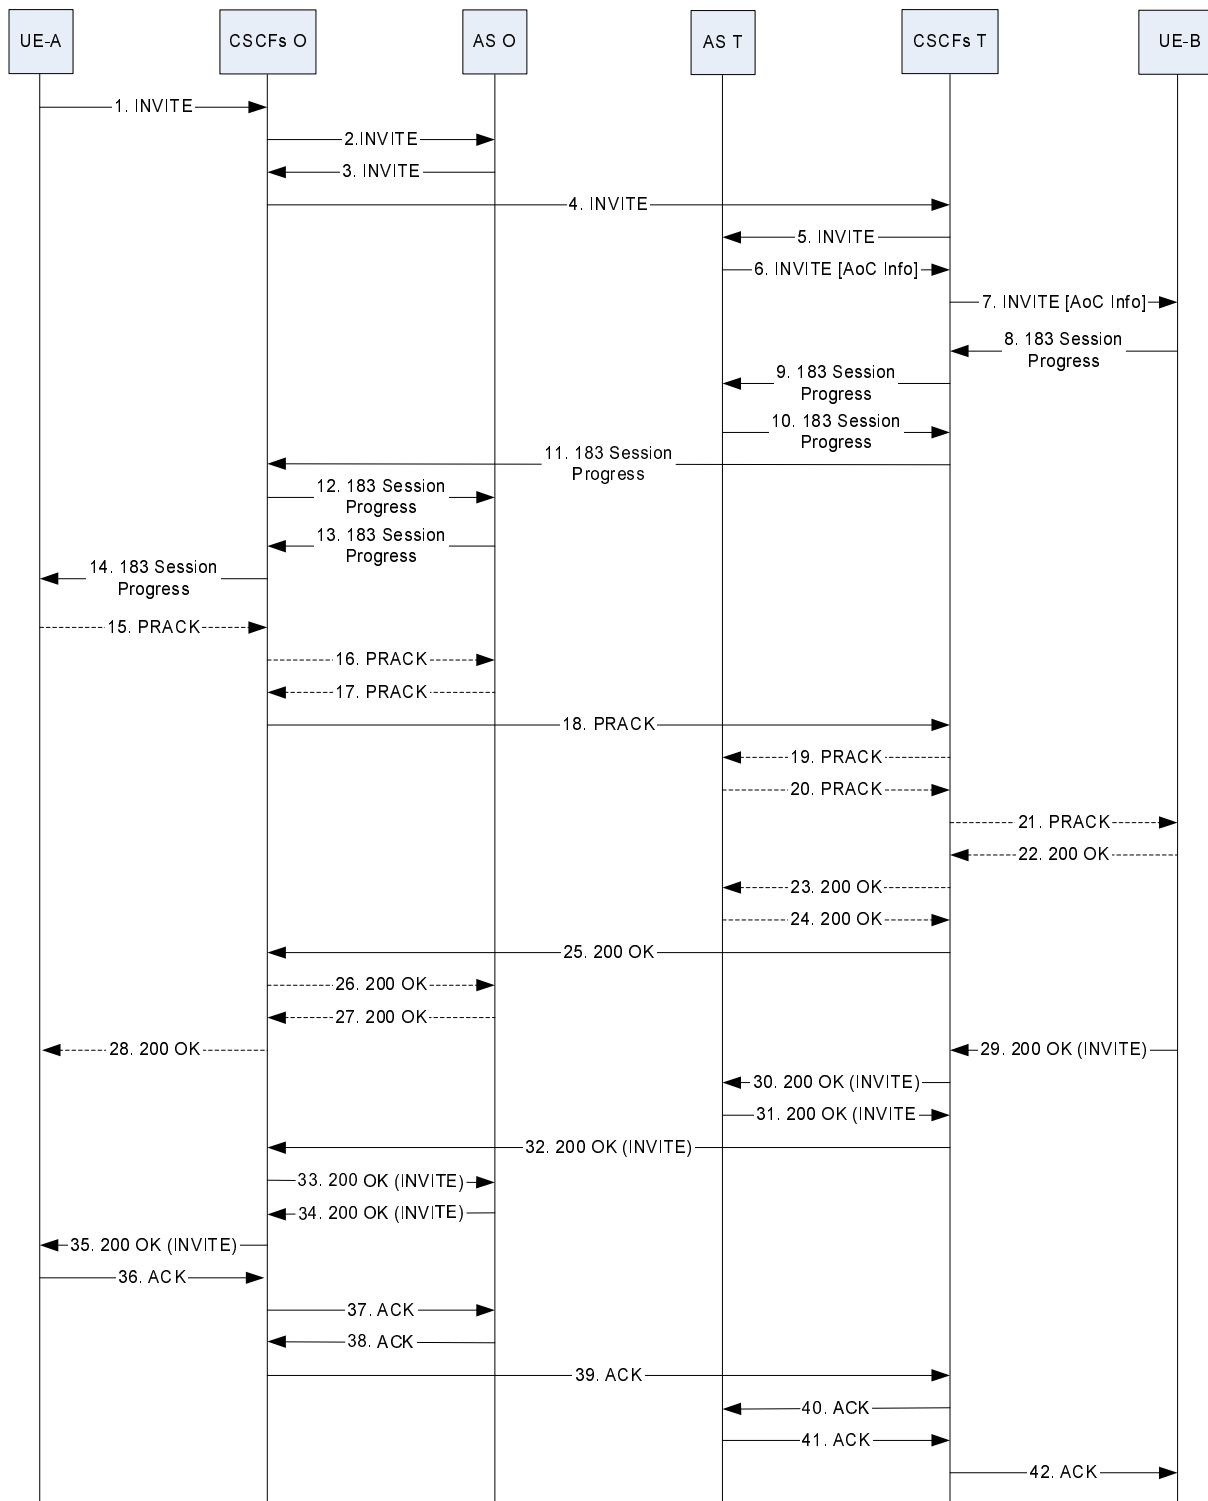 UE-A
CSCFs O
AS O
AS T
CSCFs T
UE-B
1. INVITE
2.INVITE
3. INVITE
4. INVITE
5. INVITE
6. INVITE [AoC Info]
7. INVITE [AoC Info]
8. 183 Session
Progress
9. 183 Session
Progress
10. 183 Session
Progress
11. 183 Session
Progress
12. 183 Session
Progress
13. 183 Session
Progress
14. 183 Session
Progress
15. PRACK
16. PRACK
17. PRACK
18. PRACK
19. PRACK
20. PRACK
21. PRACK
22. 200 OK
23. 200 OK
24. 200 OK
25. 200 OK
26. 200 OK
27. 200 OK
28. 200 OK
29. 200 OK (INVITE)
30. 200 OK (INVITE)
31. 200 OK (INVITE
32. 200 OK (INVITE)
33. 200 OK (INVITE)
34. 200 OK (INVITE)
35. 200 OK (INVITE)
36. ACK
37. ACK
38. ACK
39. ACK
40. ACK
41. ACK
42. ACK